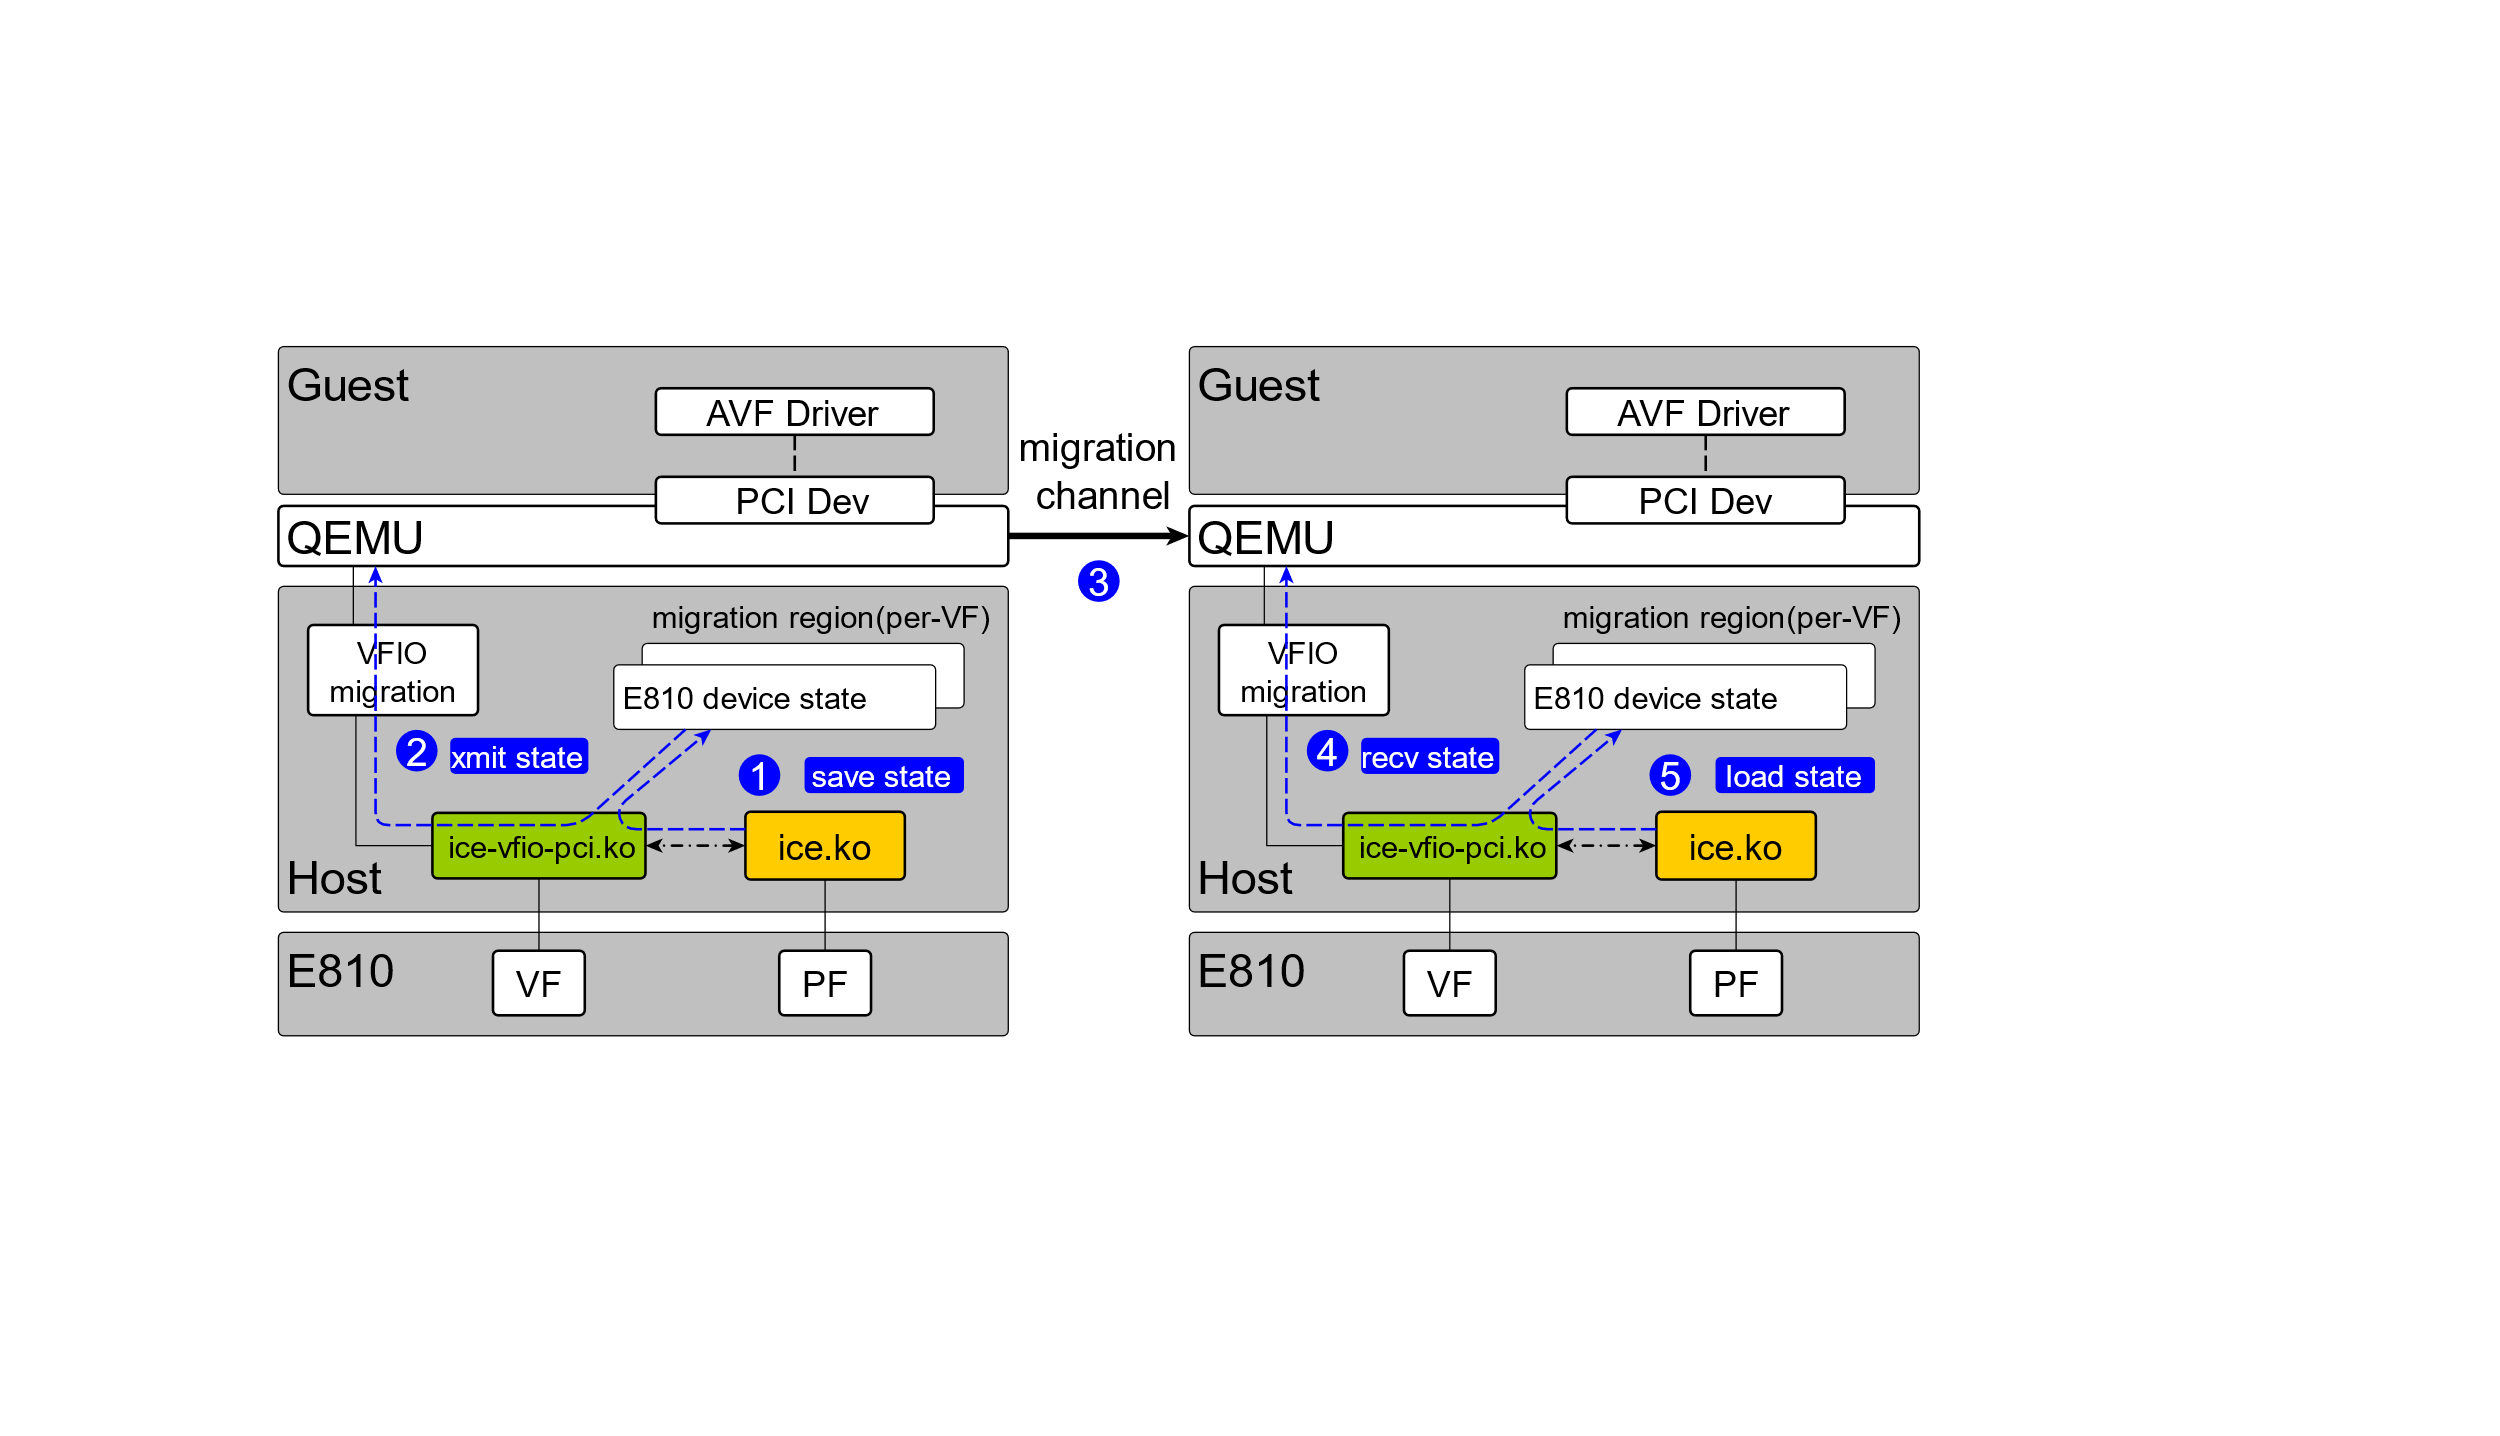 Guest
AVF Driver
PCI Dev
QEMU
migration region(per-VF)
VFIO
migration
E810 device state
2
xmit state
1
save state
ice-vfio-pci.ko
ice.ko
Host
E810
VF
PF
migration
channel
3
Guest
AVF Driver
PCI Dev
QEMU
migration region(per-VF)
VFIO
migration
E810 device state
4
recv state
5
load state
ice-vfio-pci.ko
ice.ko
Host
E810
VF
PF